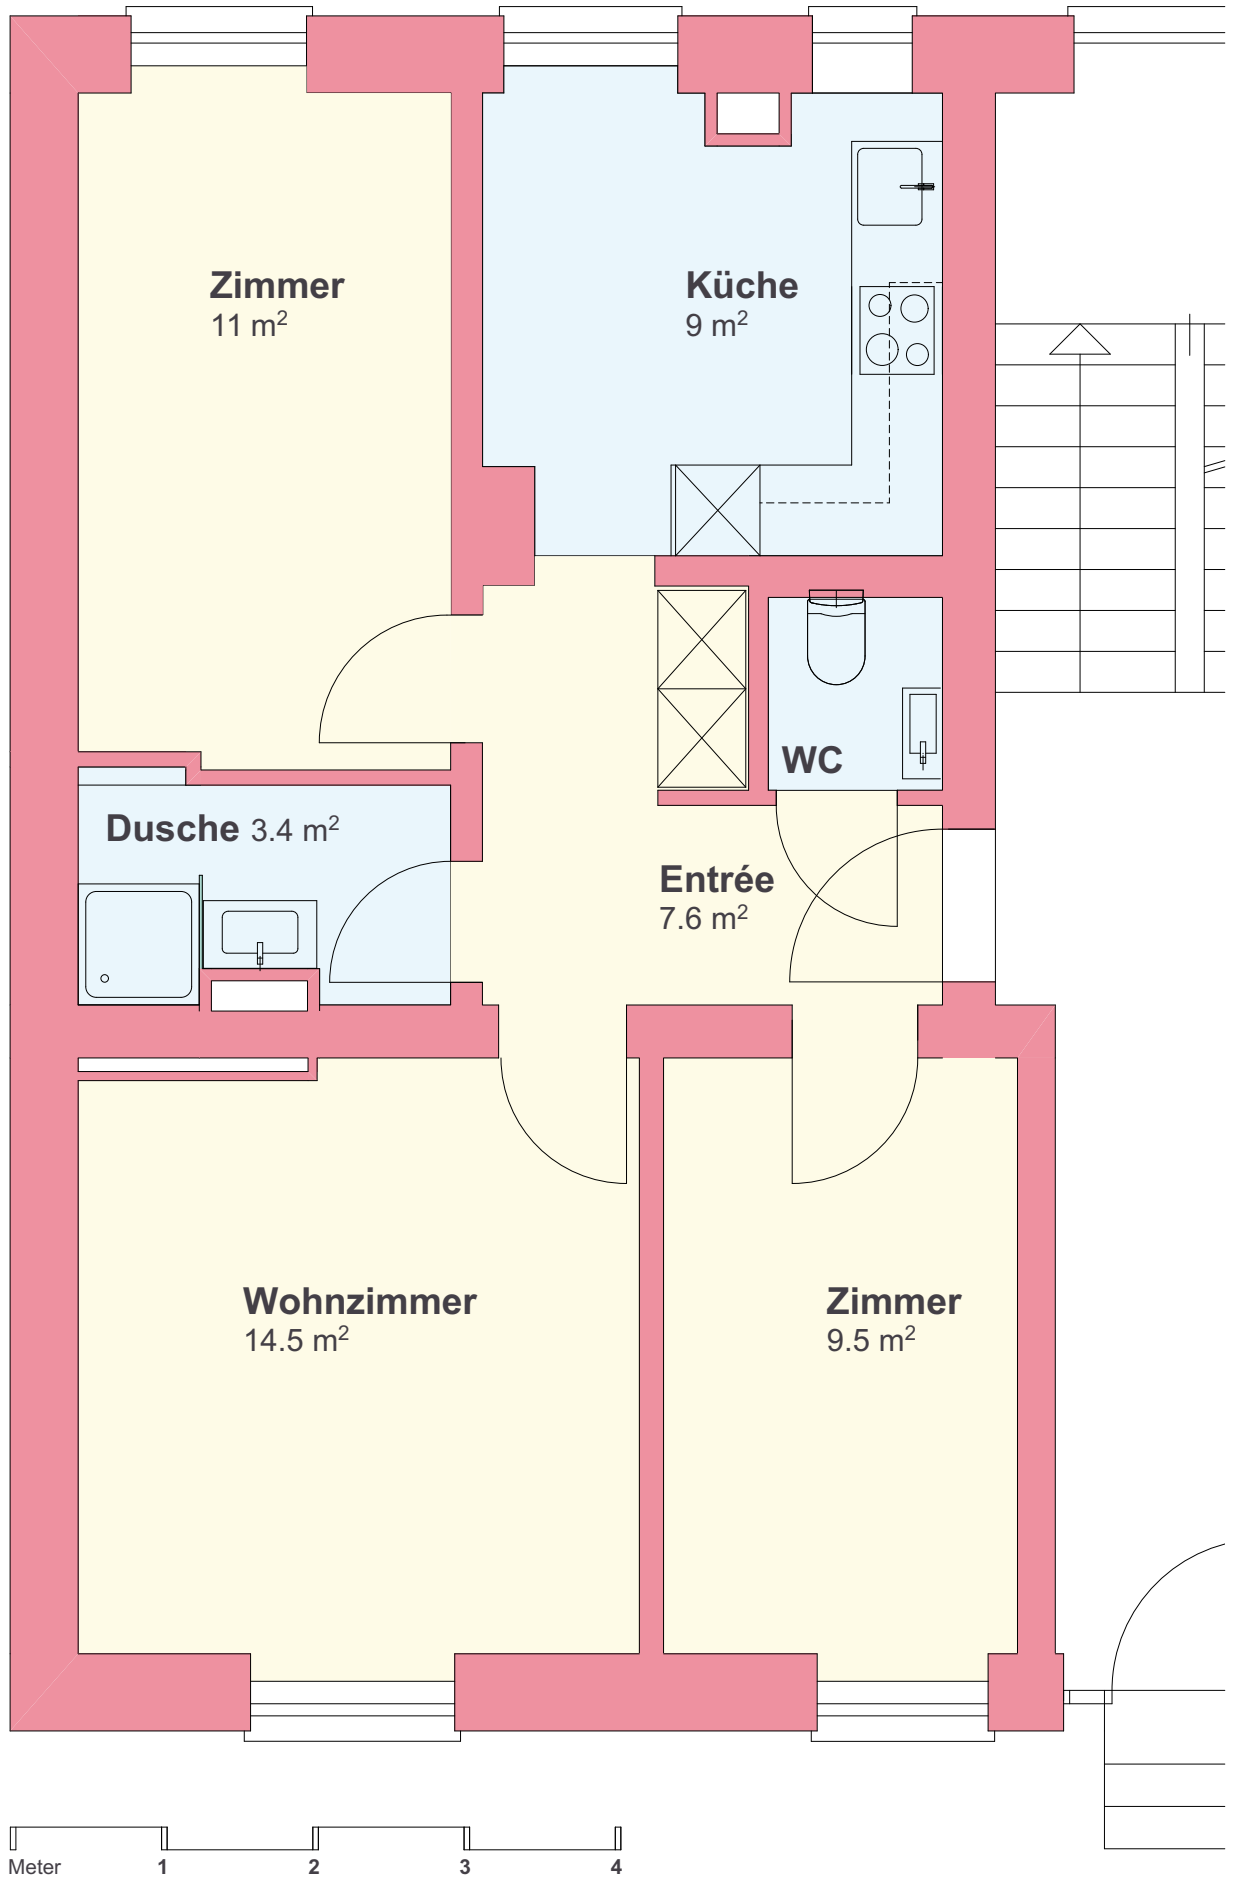 Zimmer
11 m²
Küche
9 m²
WC
Dusche 3.4 m²
Entrée
7.6 m²
Wohnzimmer
14.5 m²
Zimmer
9.5 m²
Meter 1 2 3 4